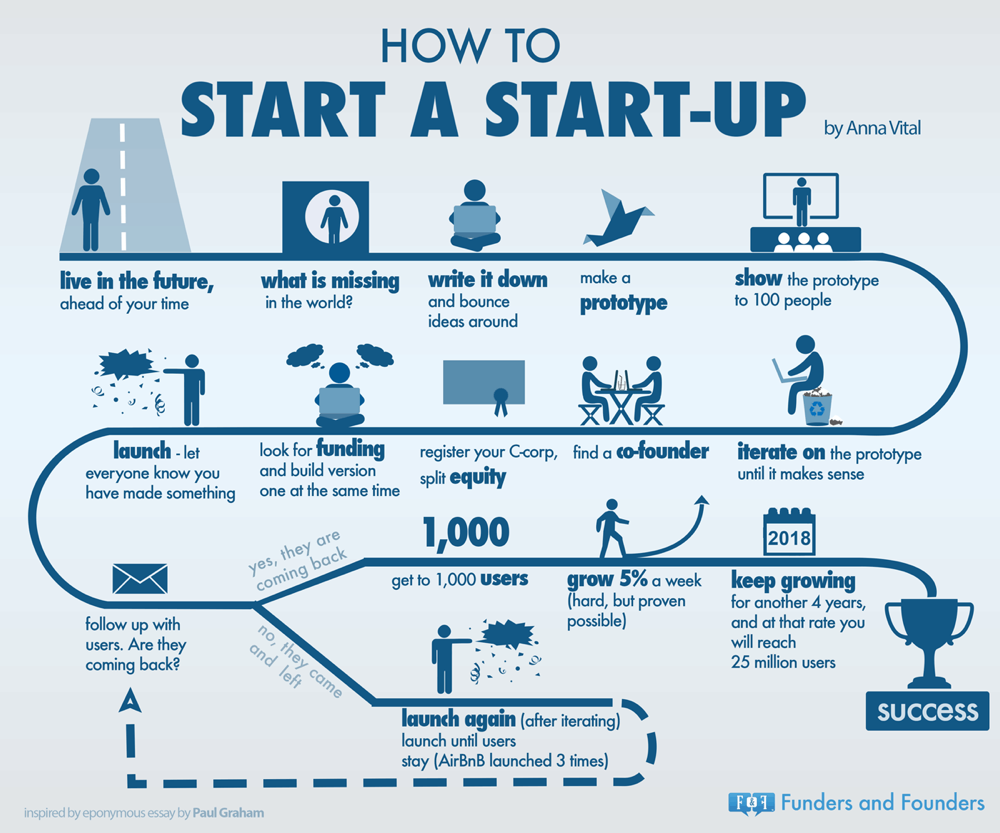 HOW TO
START A START-UP
by Anna Vital
live in the future,
ahead of your time
what is missing
in the world?
write it down
and bounce
ideas around
make a
prototype
show the prototype
to 100 people
launch - let
everyone know you
have made something
look for funding
and build version
one at the same time
register your C-corp,
split equity
find a co-founder
iterate on the prototype
until it makes sense
follow up with
users. Are they
coming back?
yes, they are
coming back
no, they came
and left
1,000
get to 1,000 users
grow 5% a week
(hard, but proven
possible)
2018
keep growing
for another 4 years,
and at that rate you
will reach
25 million users
success
launch again (after iterating)
launch until users
stay (AirBnB launched 3 times)
inspired by eponymous essay by Paul Graham
F&F Funders and Founders